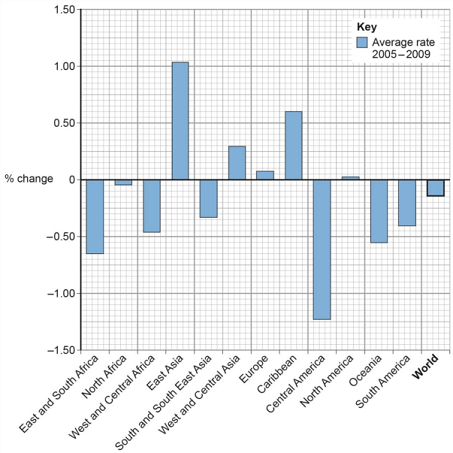 1.50
Key
Average rate
2005–2009
1.00
0.50
% change
0
–0.50
–1.00
–1.50
East and South Africa
North Africa
West and Central Africa
East Asia
South and South East Asia
West and Central Asia
Europe
Caribbean
Central America
North America
Oceania
South America
World